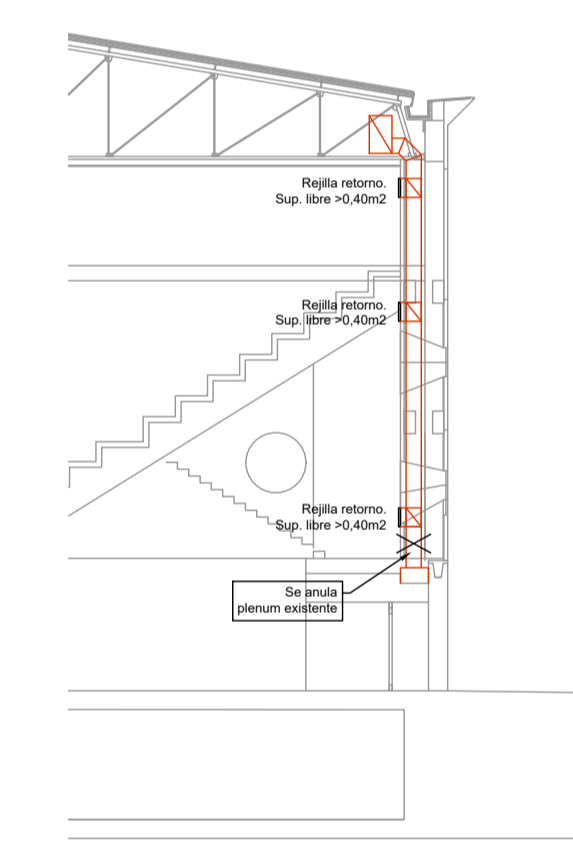 Rejilla retorno.
Sup. libre >0,40m2
Rejilla retorno.
Sup. libre >0,40m2
Rejilla retorno.
Sup. libre >0,40m2
Se anula
plenum existente